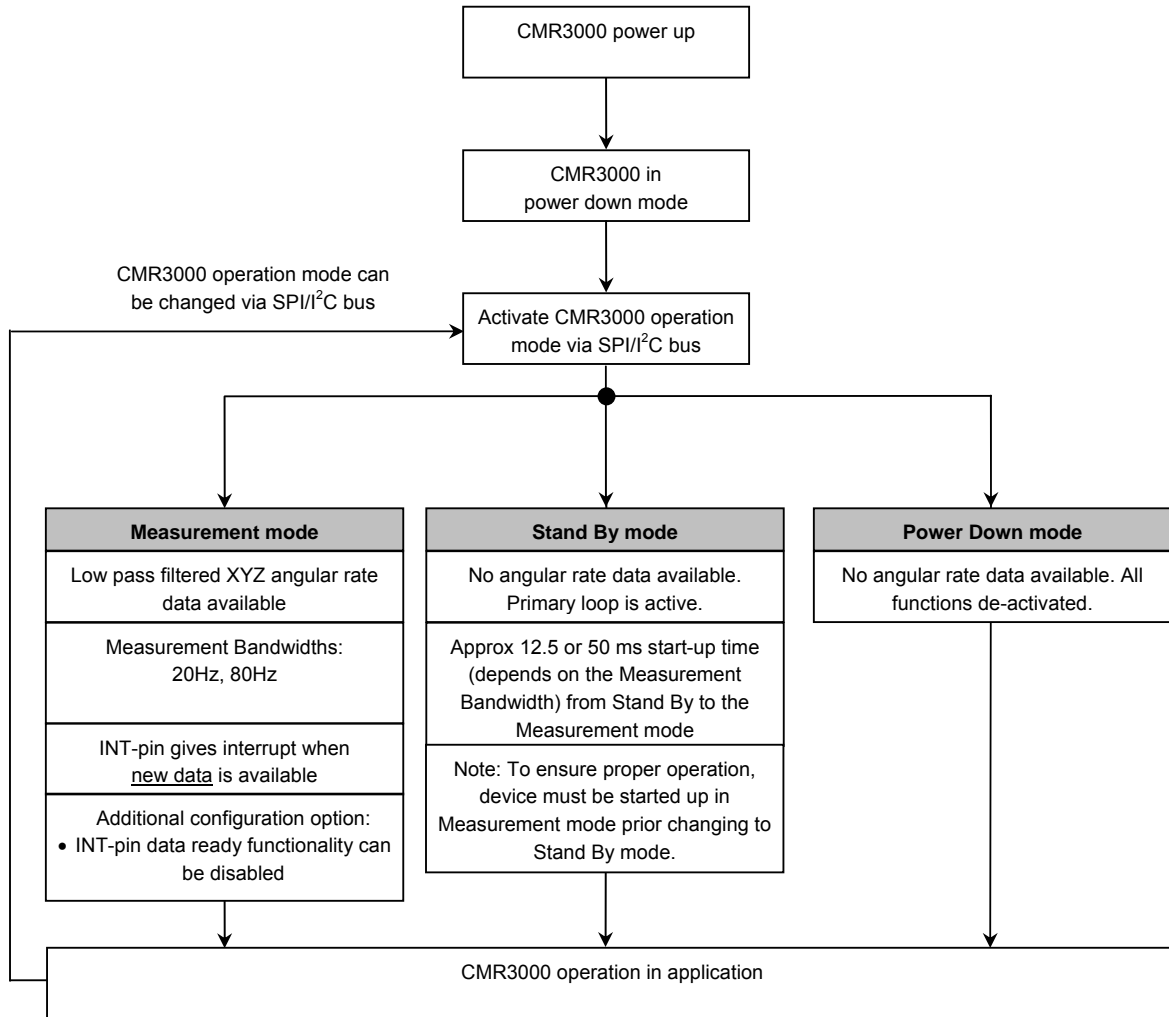 CMR3000 power up
CMR3000 in
power down mode
CMR3000 operation mode can
be changed via SPI/I²C bus
Activate CMR3000 operation
mode via SPI/I²C bus
Measurement mode
Low pass filtered XYZ angular rate
data available
Measurement Bandwidths:
20Hz, 80Hz
INT-pin gives interrupt when
new data is available
Additional configuration option:
• INT-pin data ready functionality can
be disabled
Stand By mode
No angular rate data available.
Primary loop is active.
Approx 12.5 or 50 ms start-up time
(depends on the Measurement
Bandwidth) from Stand By to the
Measurement mode
Note: To ensure proper operation,
device must be started up in
Measurement mode prior changing to
Stand By mode.
Power Down mode
No angular rate data available. All
functions de-activated.
CMR3000 operation in application